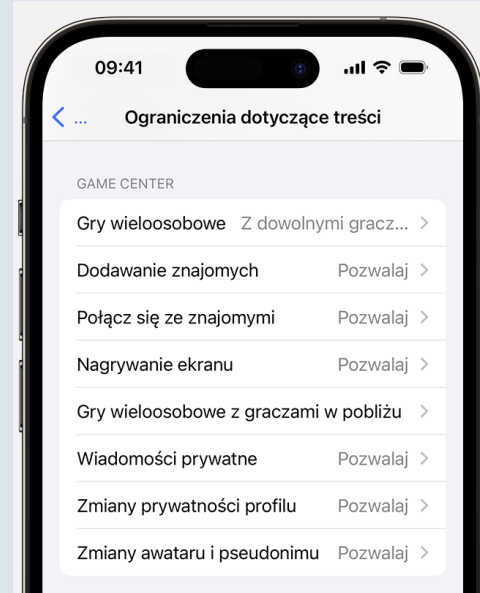 09:41
...
Ograniczenia dotyczące treści
GAME CENTER
Gry wieloosobowe Z dowolnymi gracz...
Dodawanie znajomych Pozwalaj
Połącz się ze znajomymi Pozwalaj
Nagrywanie ekranu Pozwalaj
Gry wieloosobowe z graczami w pobliżu
Wiadomości prywatne Pozwalaj
Zmiany prywatności profilu Pozwalaj
Zmiany awataru i pseudonimu Pozwalaj